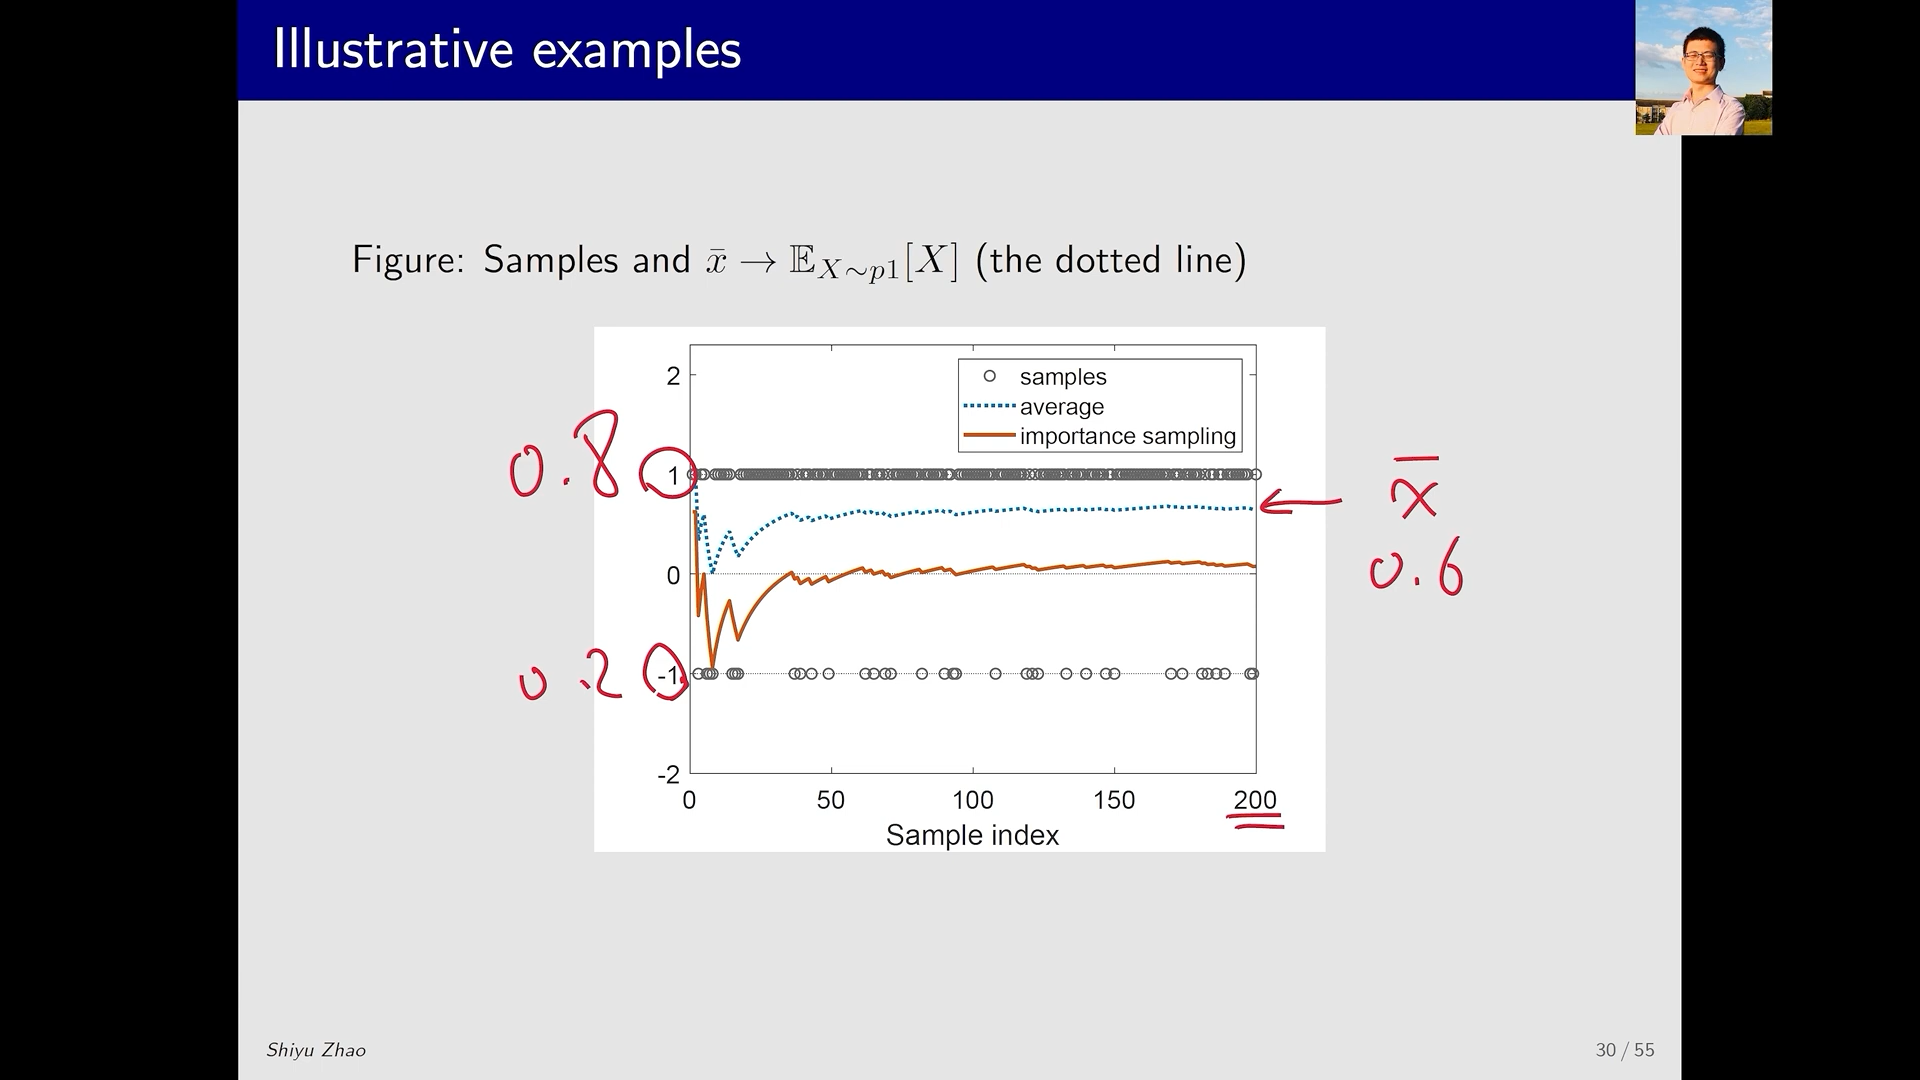 Illustrative examples
Figure: Samples and x̄ → 𝔼_{X∼p1}[X] (the dotted line)
2
samples
average
importance sampling
0.8
1
x̄
0
0.6
0.2
-1
-2
0 50 100 150 200
Sample index
Shiyu Zhao
30 / 55